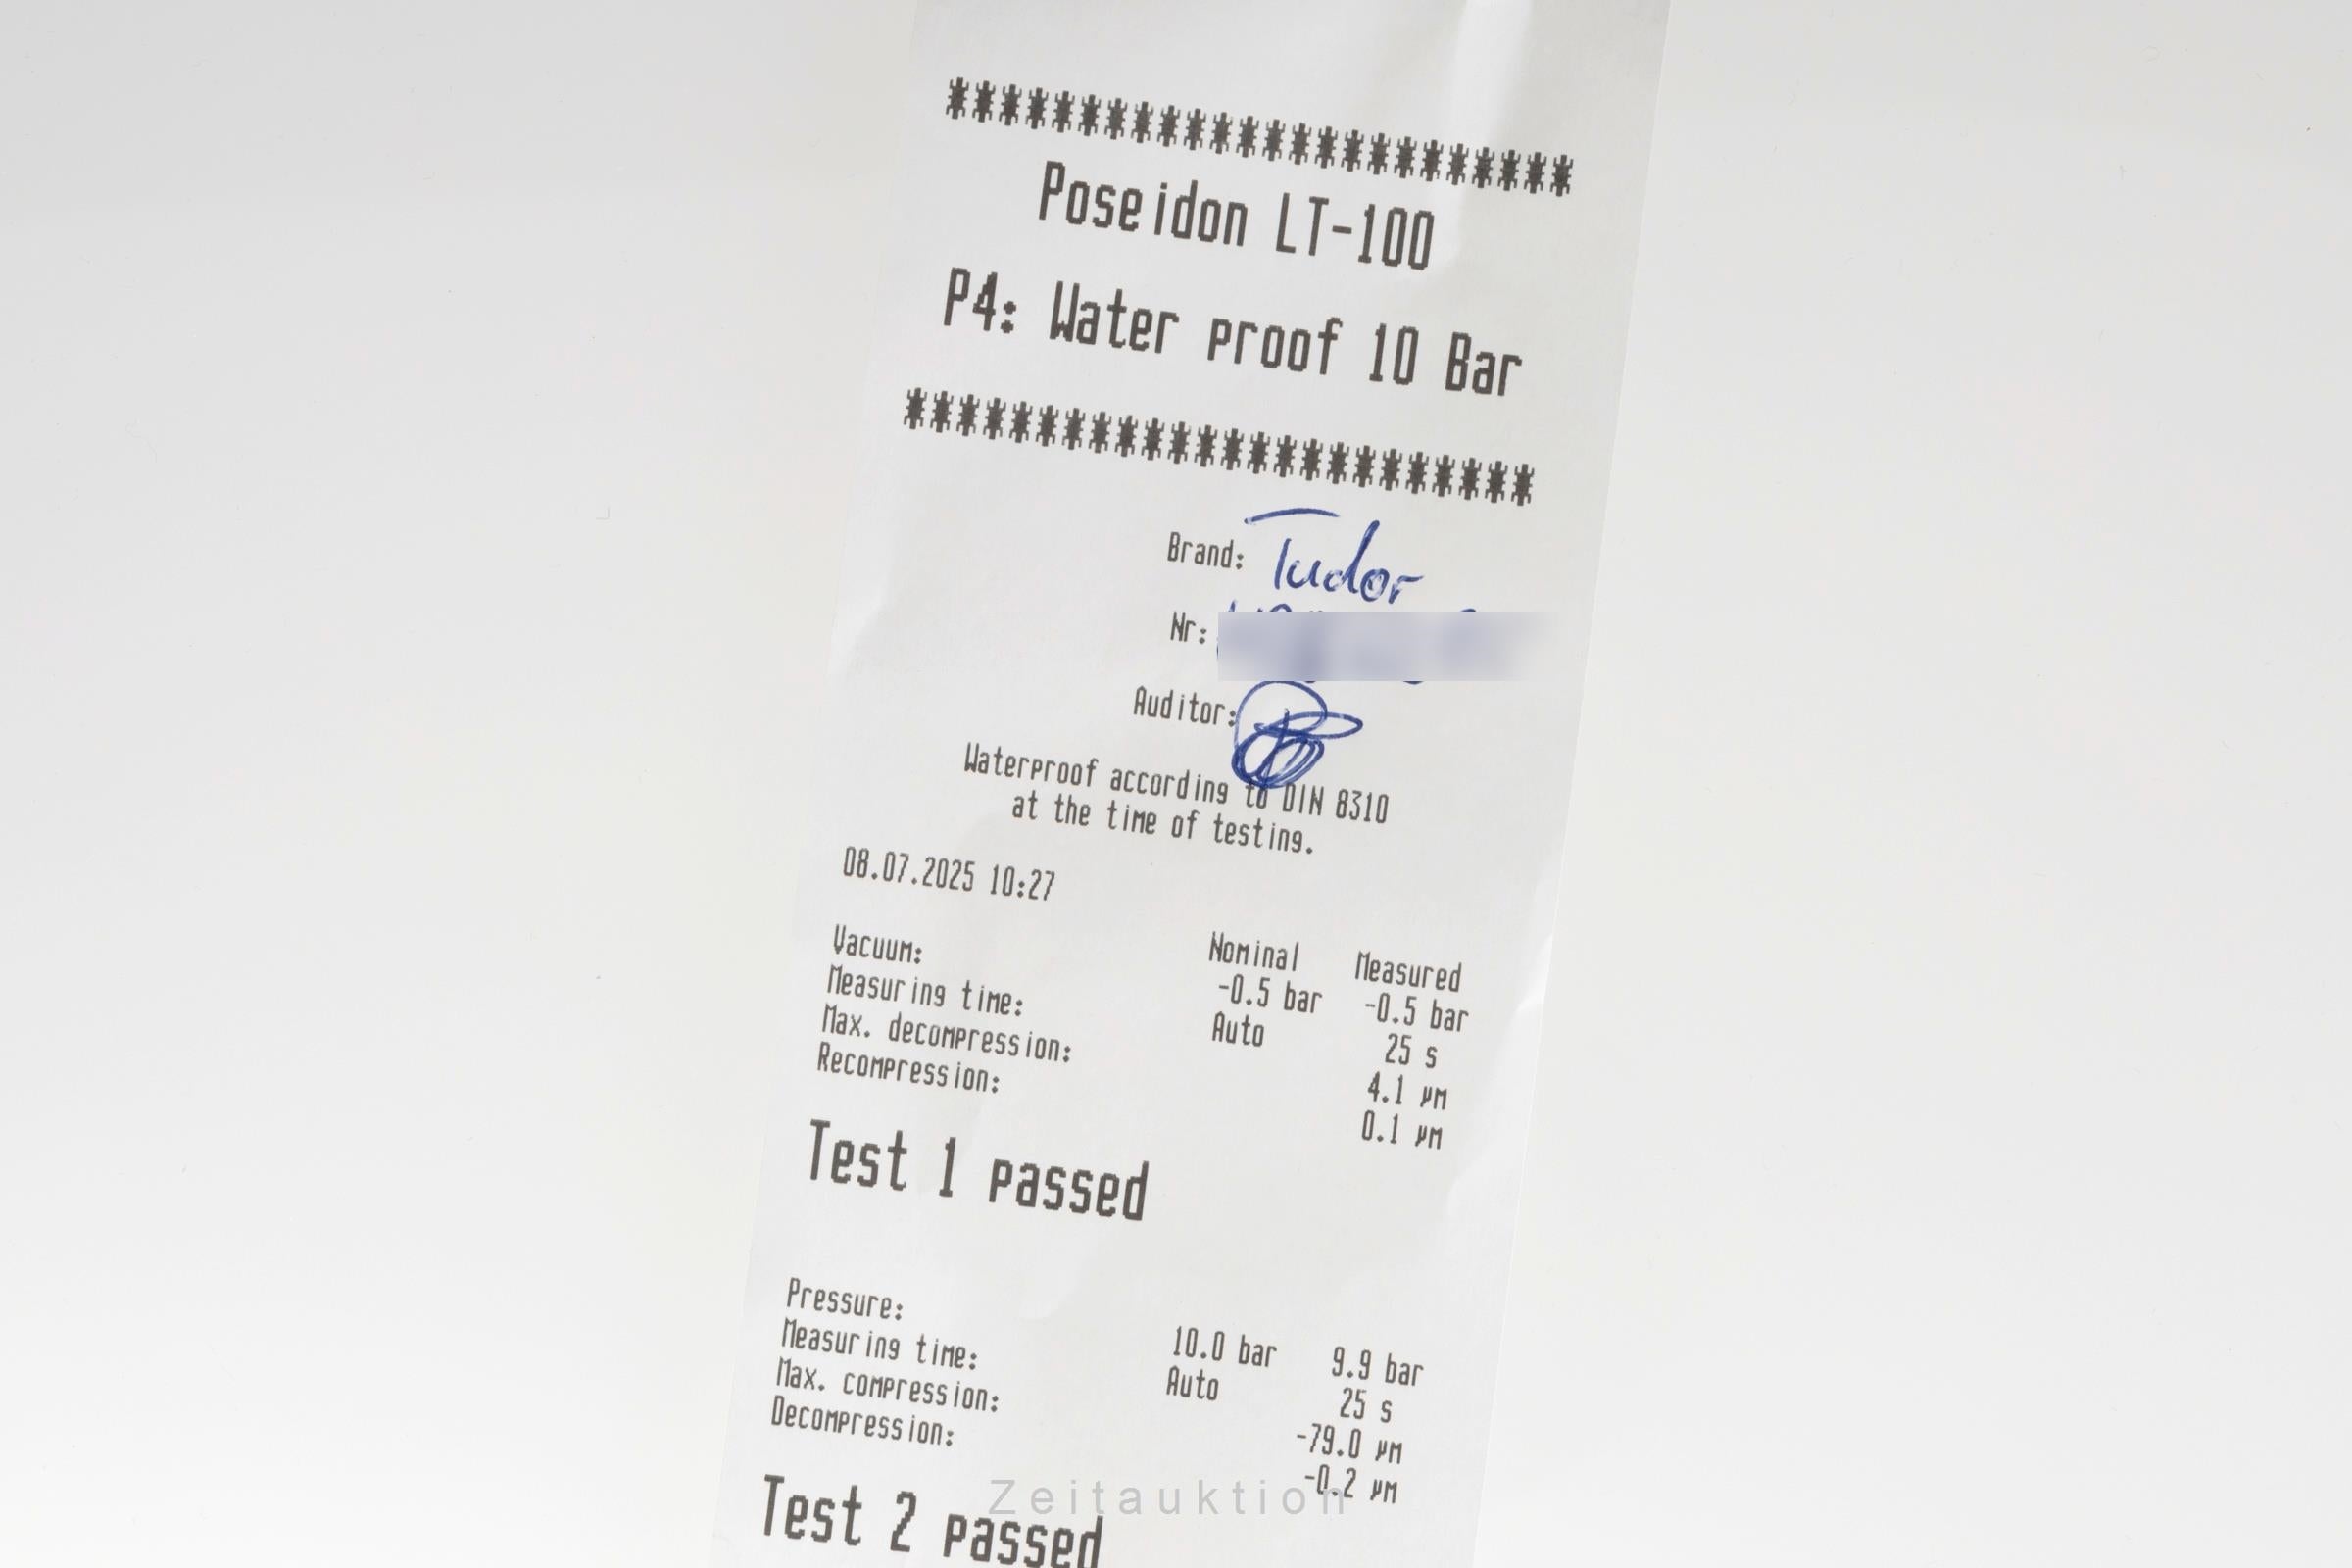 ************************
Poseidon LT-100
P4: Water proof 10 Bar
************************
Brand: Tudor
Nr:
Auditor:
Waterproof according to DIN 8310
at the time of testing.
08.07.2025 10:27
Nominal Measured
Vacuum: -0.5 bar -0.5 bar
Measuring time: Auto 25 s
Max. decompression: 4.1 µm
Recompression: 0.1 µm
Test 1 passed
Pressure: 10.0 bar 9.9 bar
Measuring time: Auto 25 s
Max. compression: -79.0 µm
Decompression: -0.2 µm
Test 2 passed
Zeitauktion